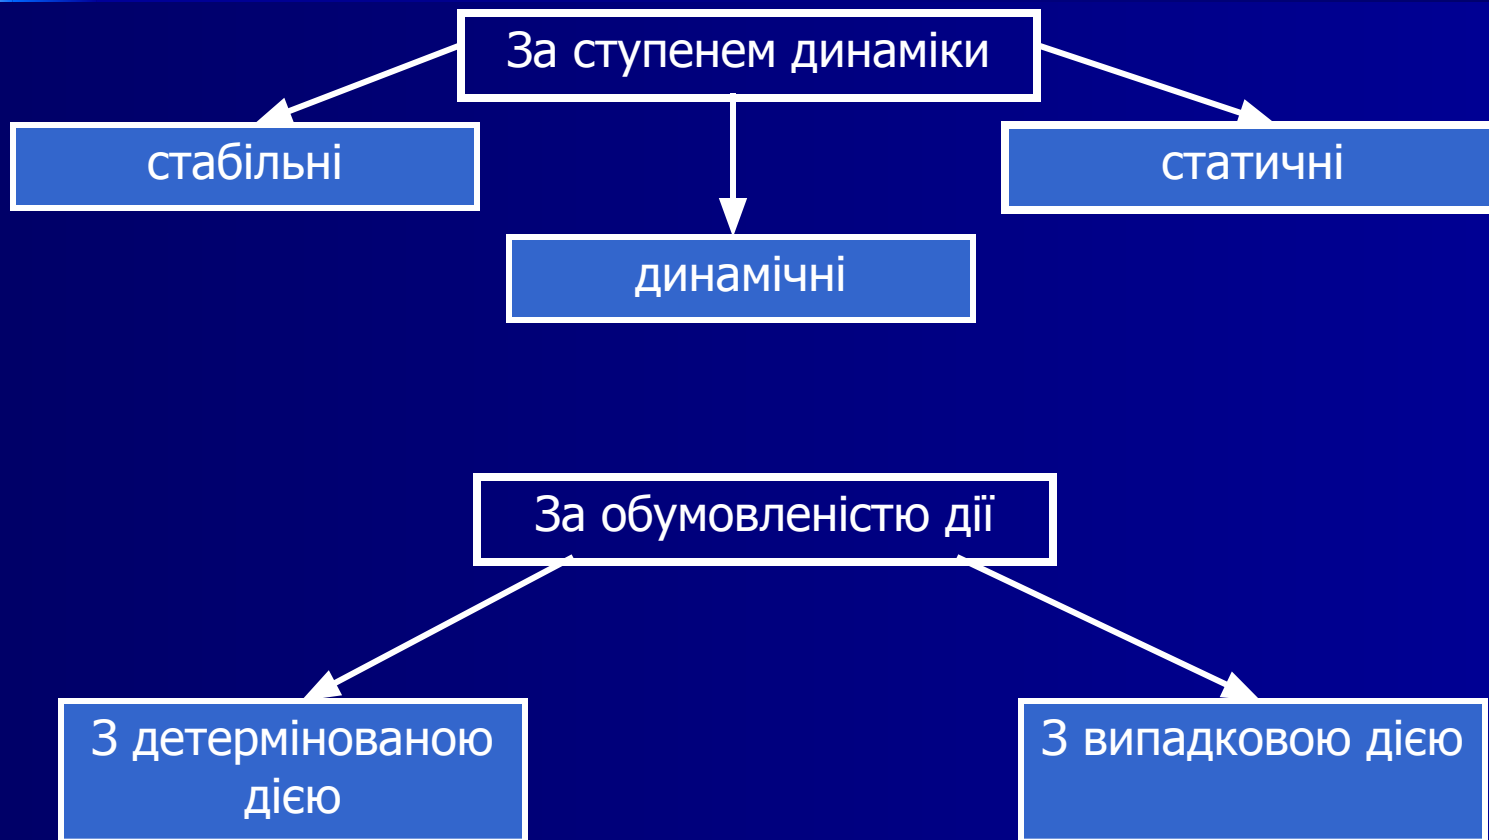 За ступенем динаміки
стабільні
статичні
динамічні
За обумовленістю дії
З детермінованою
дією
З випадковою дією